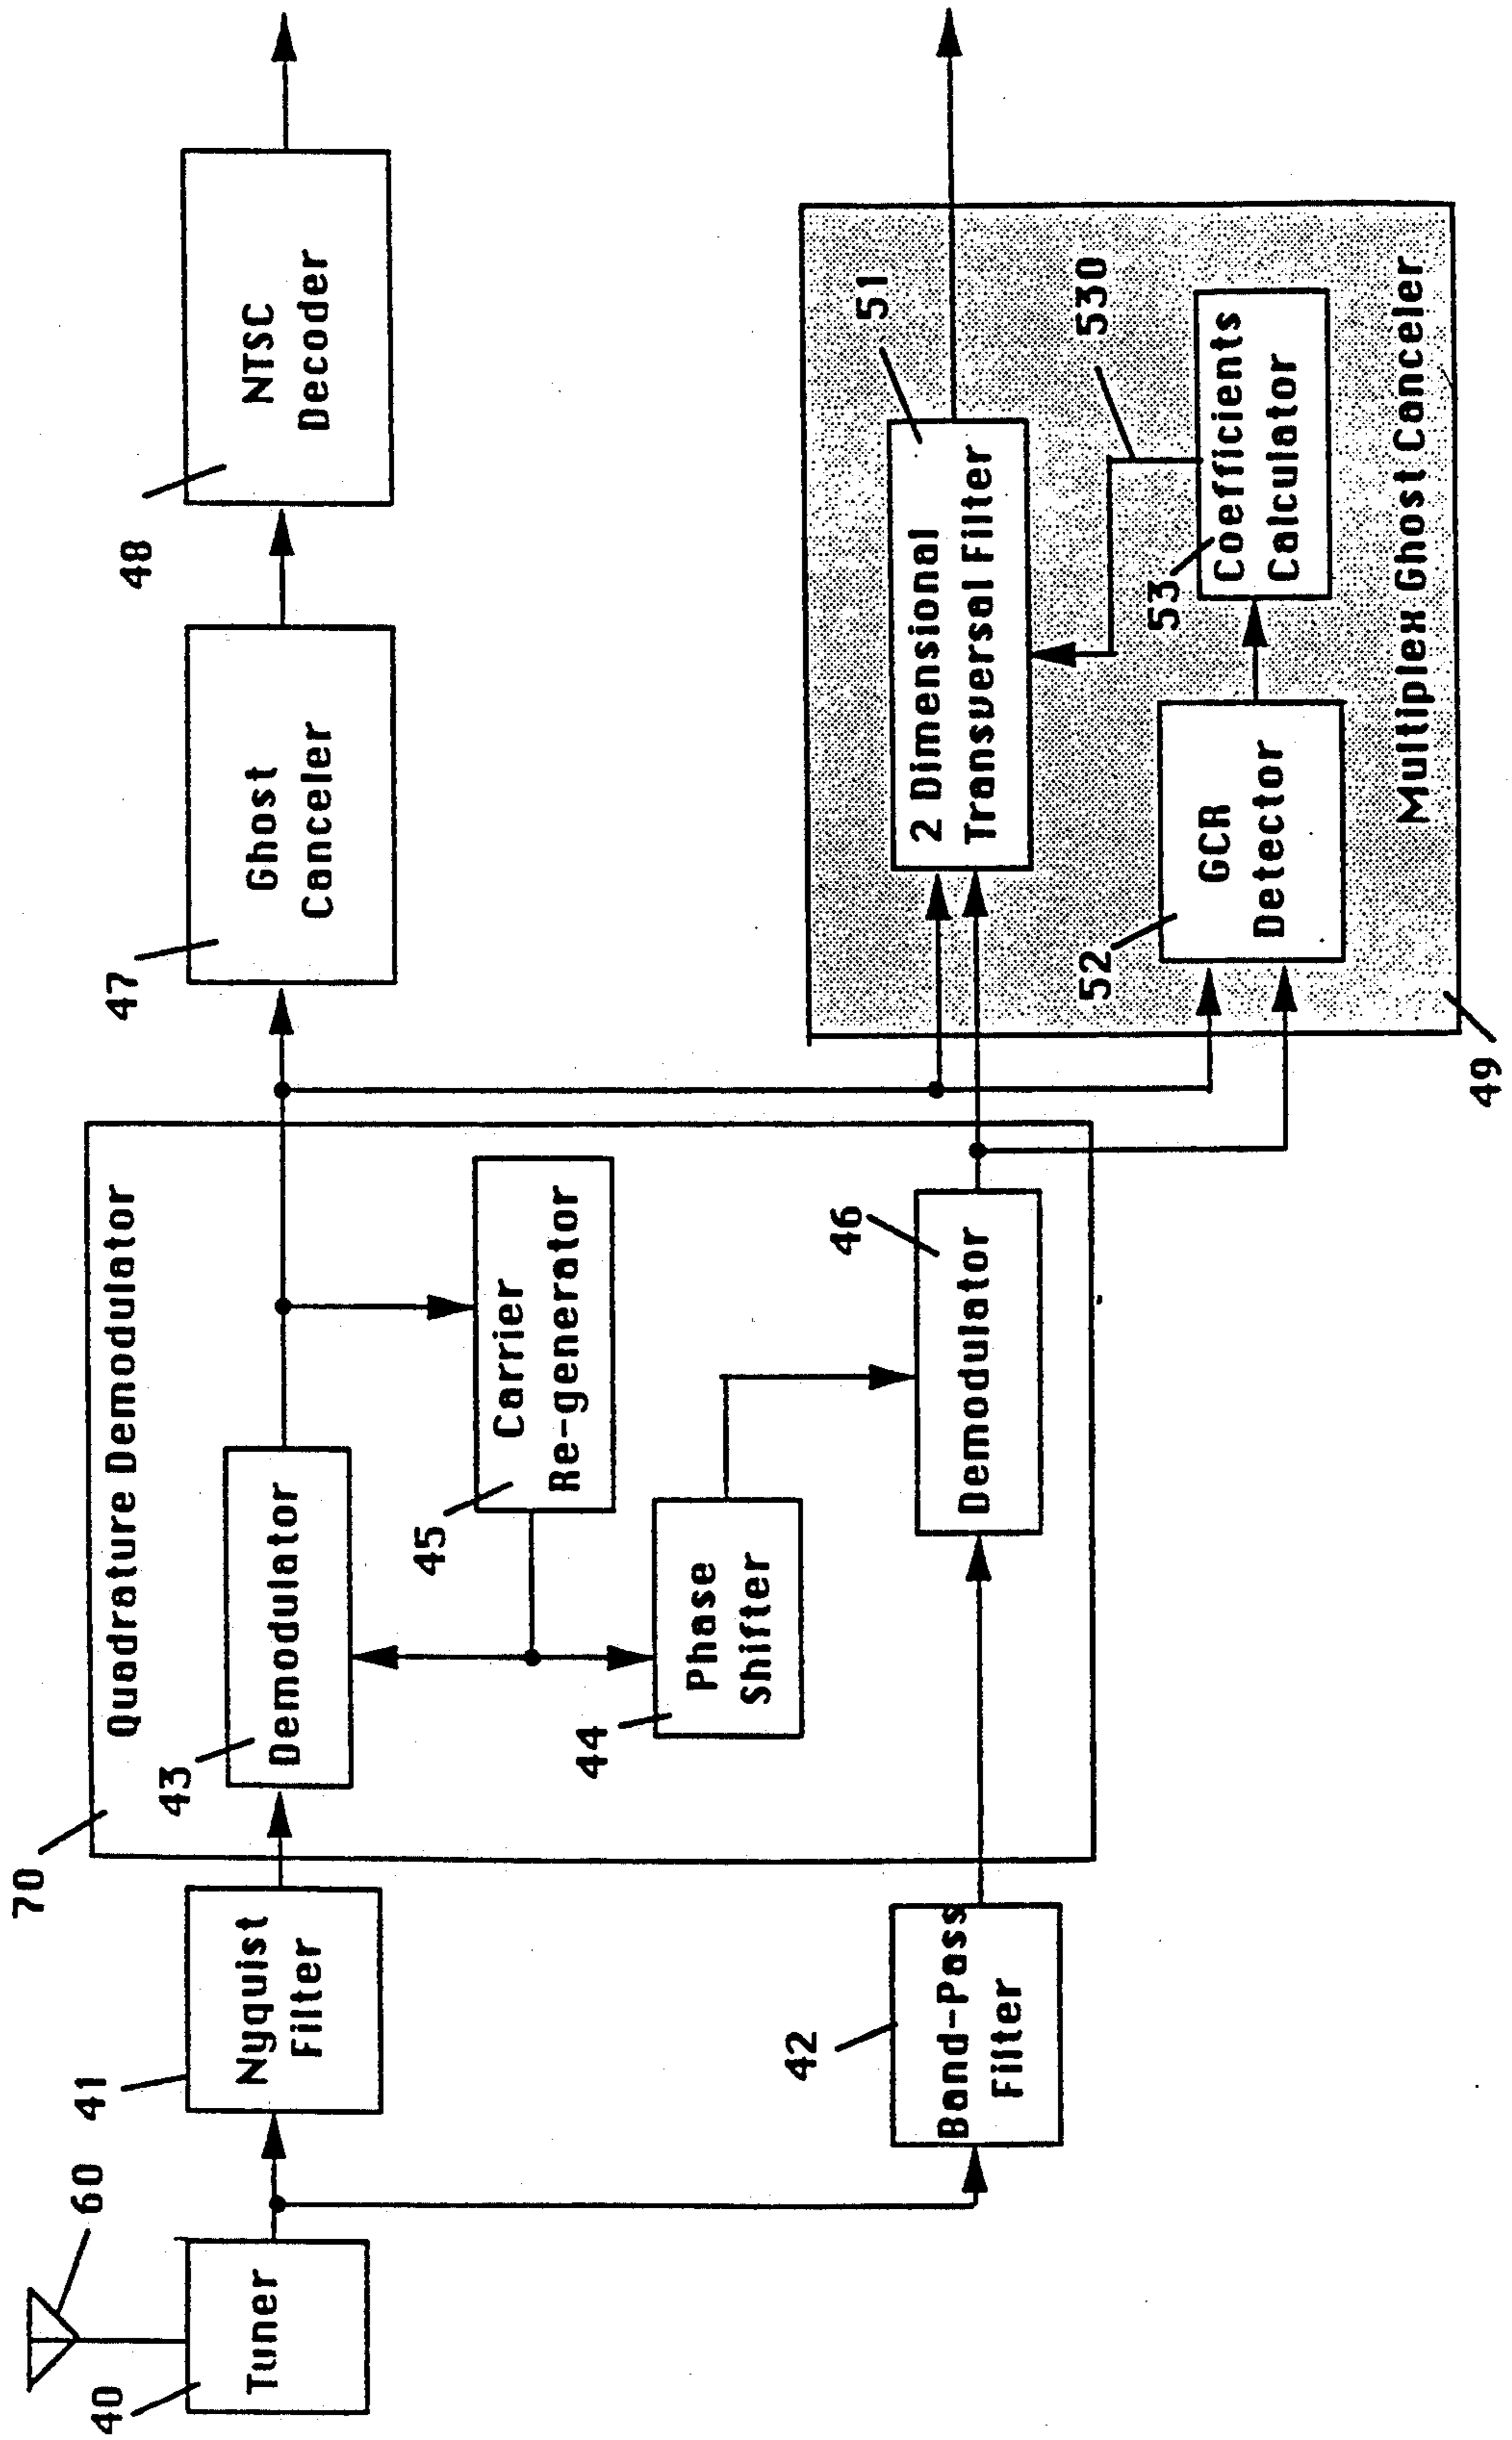 60
40
Tuner
41
Nyquist
Filter
42
Band-Pass
Filter
70
Quadrature Demodulator
43
Demodulator
45
Carrier
Re-generator
44
Phase
Shifter
46
Demodulator
47
Ghost
Canceler
48
NTSC
Decoder
51
2 Dimensional
Transversal Filter
530
52
GCR
Detector
53
Coefficients
Calculator
Multiplex Ghost Canceler
49